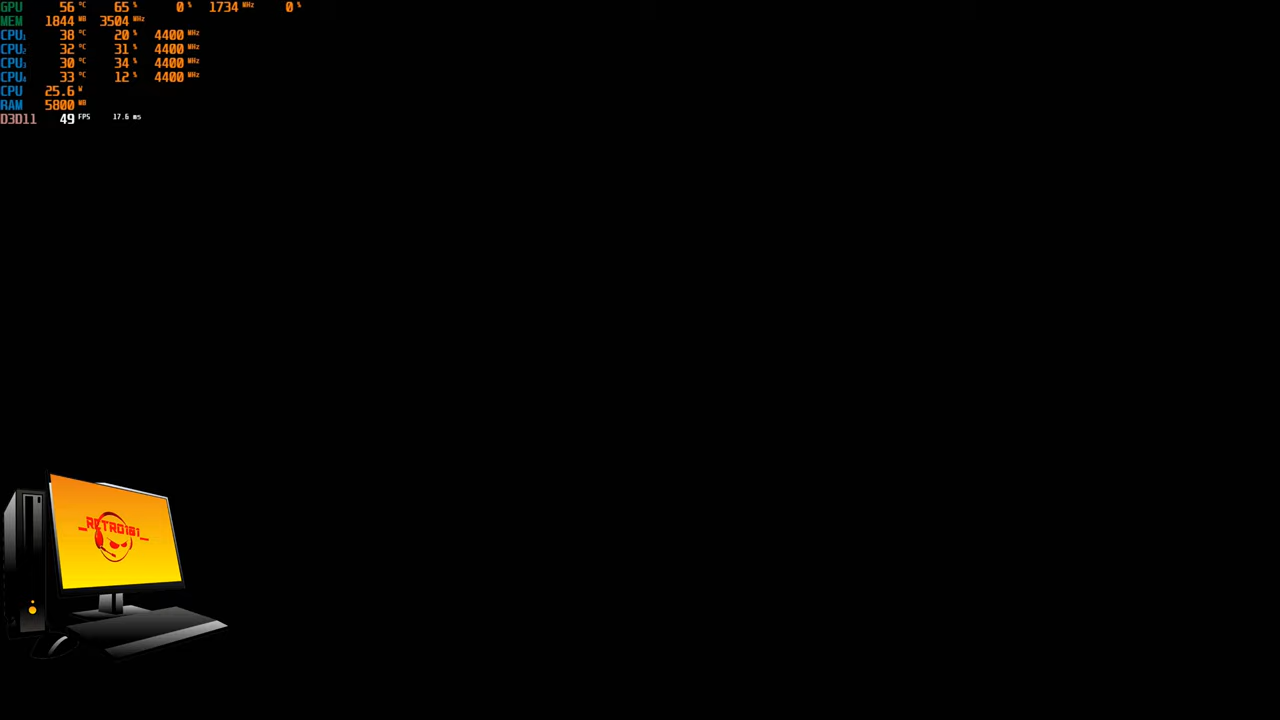 GPU 56 °C 65 % 0 % 1734 MHz 0 %
MEM 1844 MB 3504 MHz
CPU1 38 °C 20 % 4400 MHz
CPU2 32 °C 31 % 4400 MHz
CPU3 30 °C 34 % 4400 MHz
CPU4 33 °C 12 % 4400 MHz
CPU 25.6 W
RAM 5800 MB
D3D11 49 FPS 17.6 ms
_RETRO101_